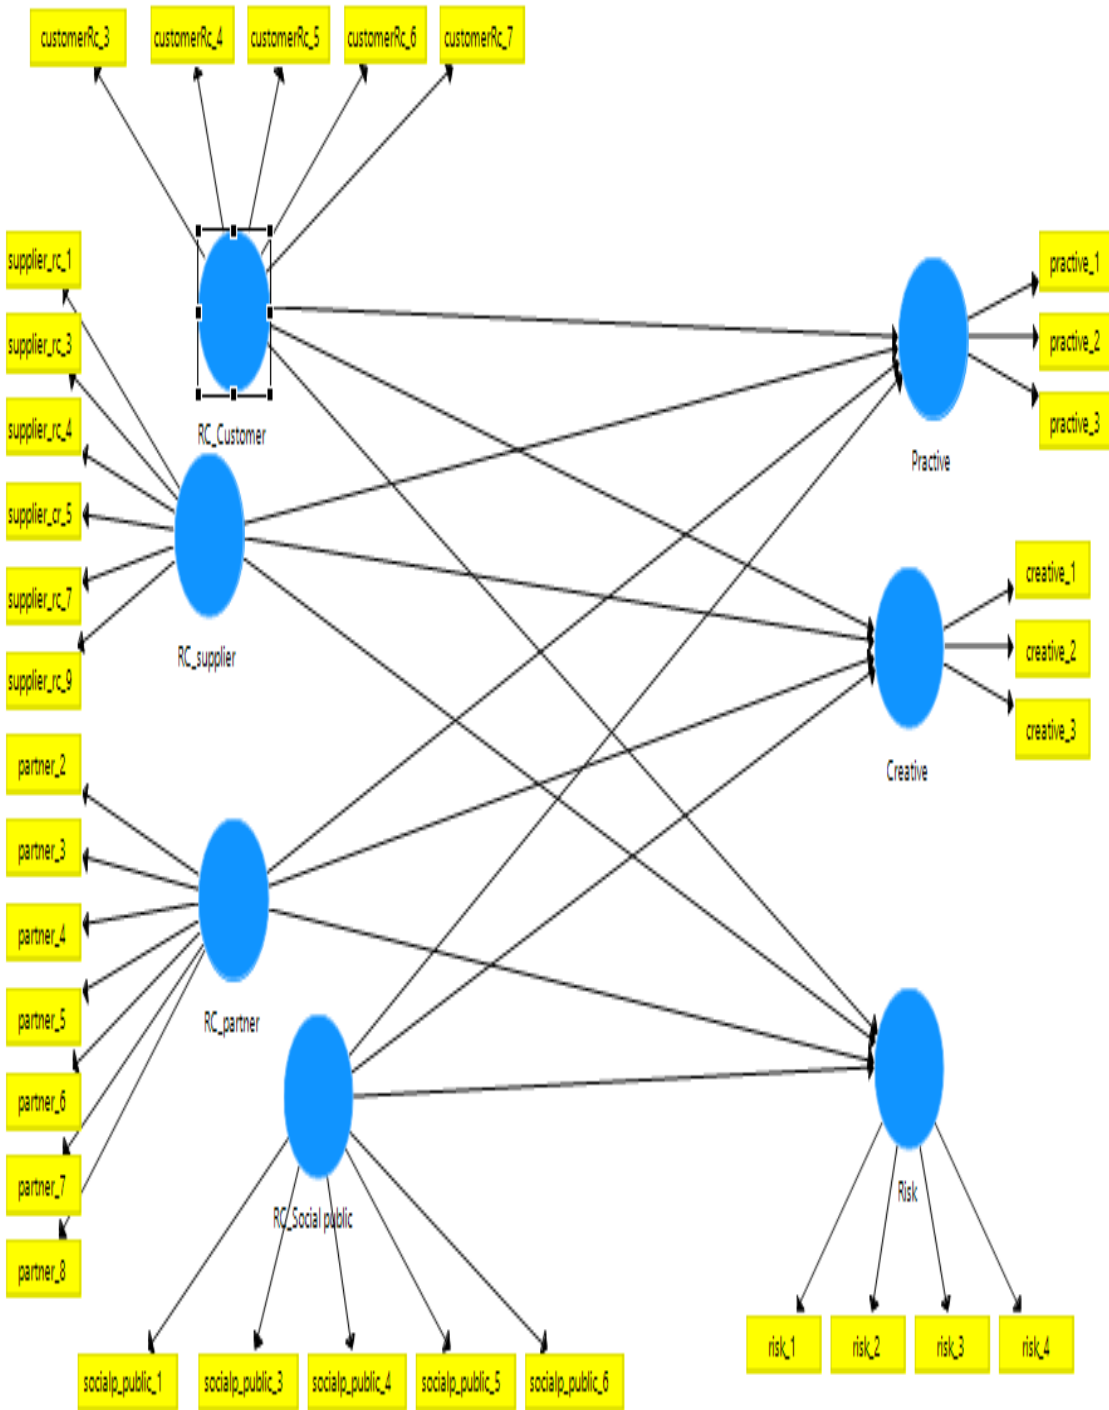 customerRc_3
customerRc_4
customerRc_5
customerRc_6
customerRc_7
supplier_rc_1
supplier_rc_3
supplier_rc_4
supplier_cr_5
supplier_rc_7
supplier_rc_9
RC_Customer
RC_supplier
practive_1
practive_2
practive_3
Practive
creative_1
creative_2
creative_3
Creative
partner_2
partner_3
partner_4
partner_5
partner_6
partner_7
partner_8
RC_partner
RC_Social public
Risk
risk_1
risk_2
risk_3
risk_4
socialp_public_1
socialp_public_3
socialp_public_4
socialp_public_5
socialp_public_6